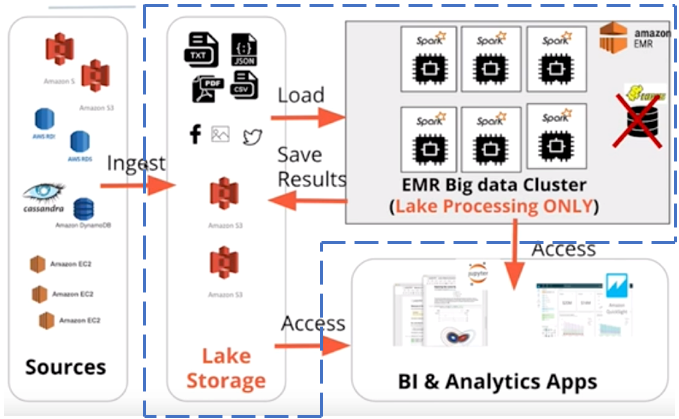 Amazon S
Amazon S3
AWS RDS
Ingest
cassandra
Amazon DynamoDB
Amazon EC2
Amazon EC2
Amazon EC2
Sources
TXT
JSON
PDF
CSV
Amazon S3
Amazon S3
Lake
Storage
Load
Save
Results
Access
Spark
Spark
Spark
Spark
Spark
Spark
amazon
EMR
EMR Big data Cluster
(Lake Processing ONLY)
Access
jupyter
Amazon
QuickSight
BI & Analytics Apps